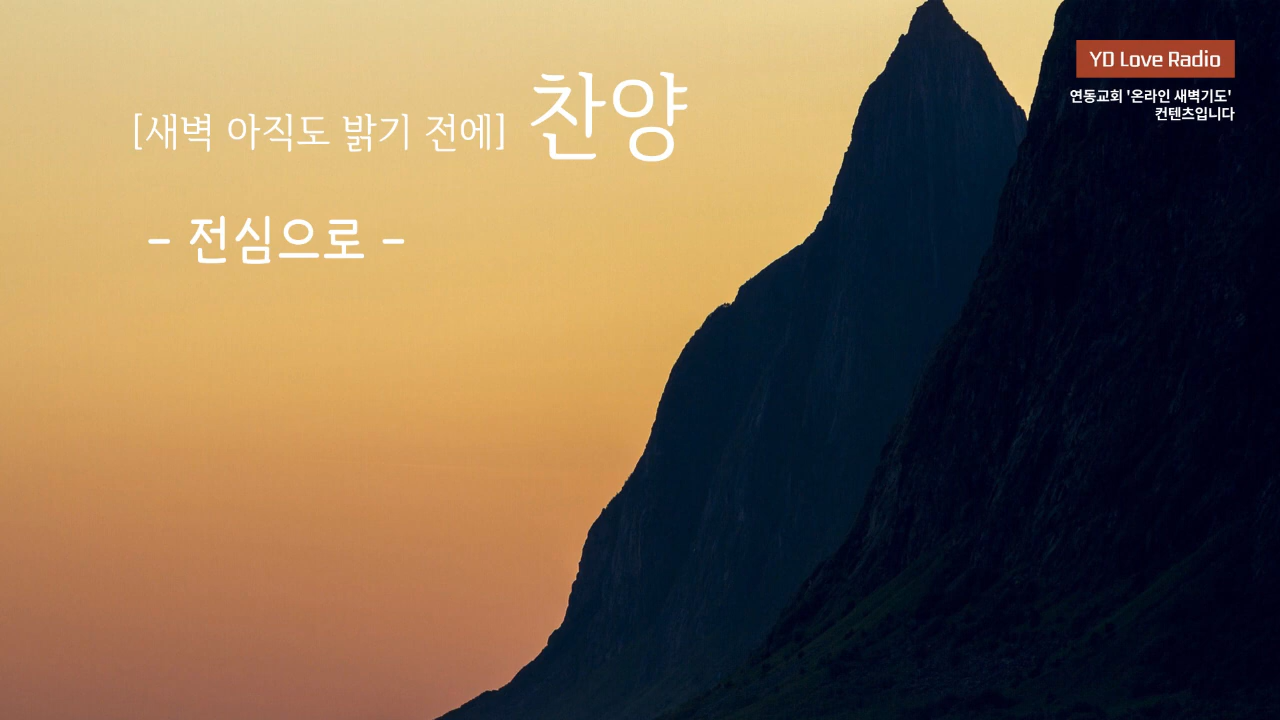 [새벽 아직도 밝기 전에] 찬양
- 전심으로 -
YD Love Radio
연동교회 '온라인 새벽기도'
컨텐츠입니다